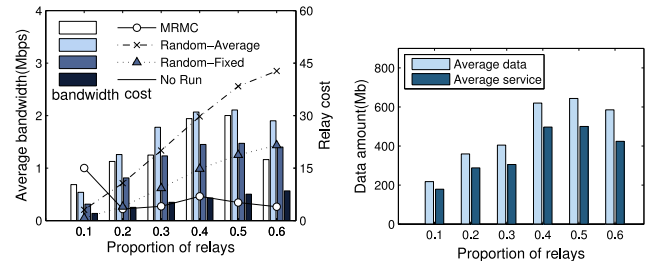 Average bandwidth(Mbps)
4
3
2
1
0
60
45
30
15
0
Relay cost
MRMC
Random-Average
Random-Fixed
No Run
bandwidth cost
0.1 0.2 0.3 0.4 0.5 0.6
Proportion of relays
Data amount(Mb)
800
600
400
200
0
Average data
Average service
0.1 0.2 0.3 0.4 0.5 0.6
Proportion of relays